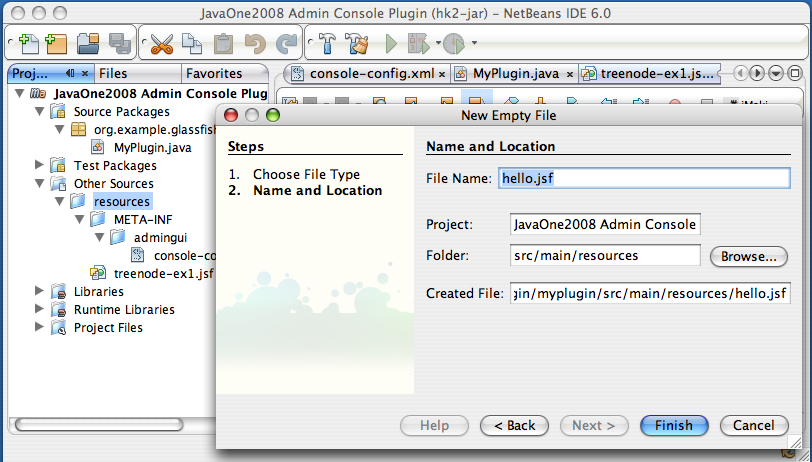 JavaOne2008 Admin Console Plugin (hk2-jar) - NetBeans IDE 6.0
Proj... Files Favorites
console-config.xml MyPlugin.java treenode-ex1.js...
JavaOne2008 Admin Console Plug
Source Packages
org.example.glassfish
MyPlugin.java
Test Packages
Other Sources
resources
META-INF
admingui
console-co
treenode-ex1.jsf
Libraries
Runtime Libraries
Project Files
New Empty File
Steps
1. Choose File Type
2. Name and Location
Name and Location
File Name: hello.jsf
Project: JavaOne2008 Admin Console
Folder: src/main/resources Browse...
Created File: gin/myplugin/src/main/resources/hello.jsf
Help < Back Next > Finish Cancel